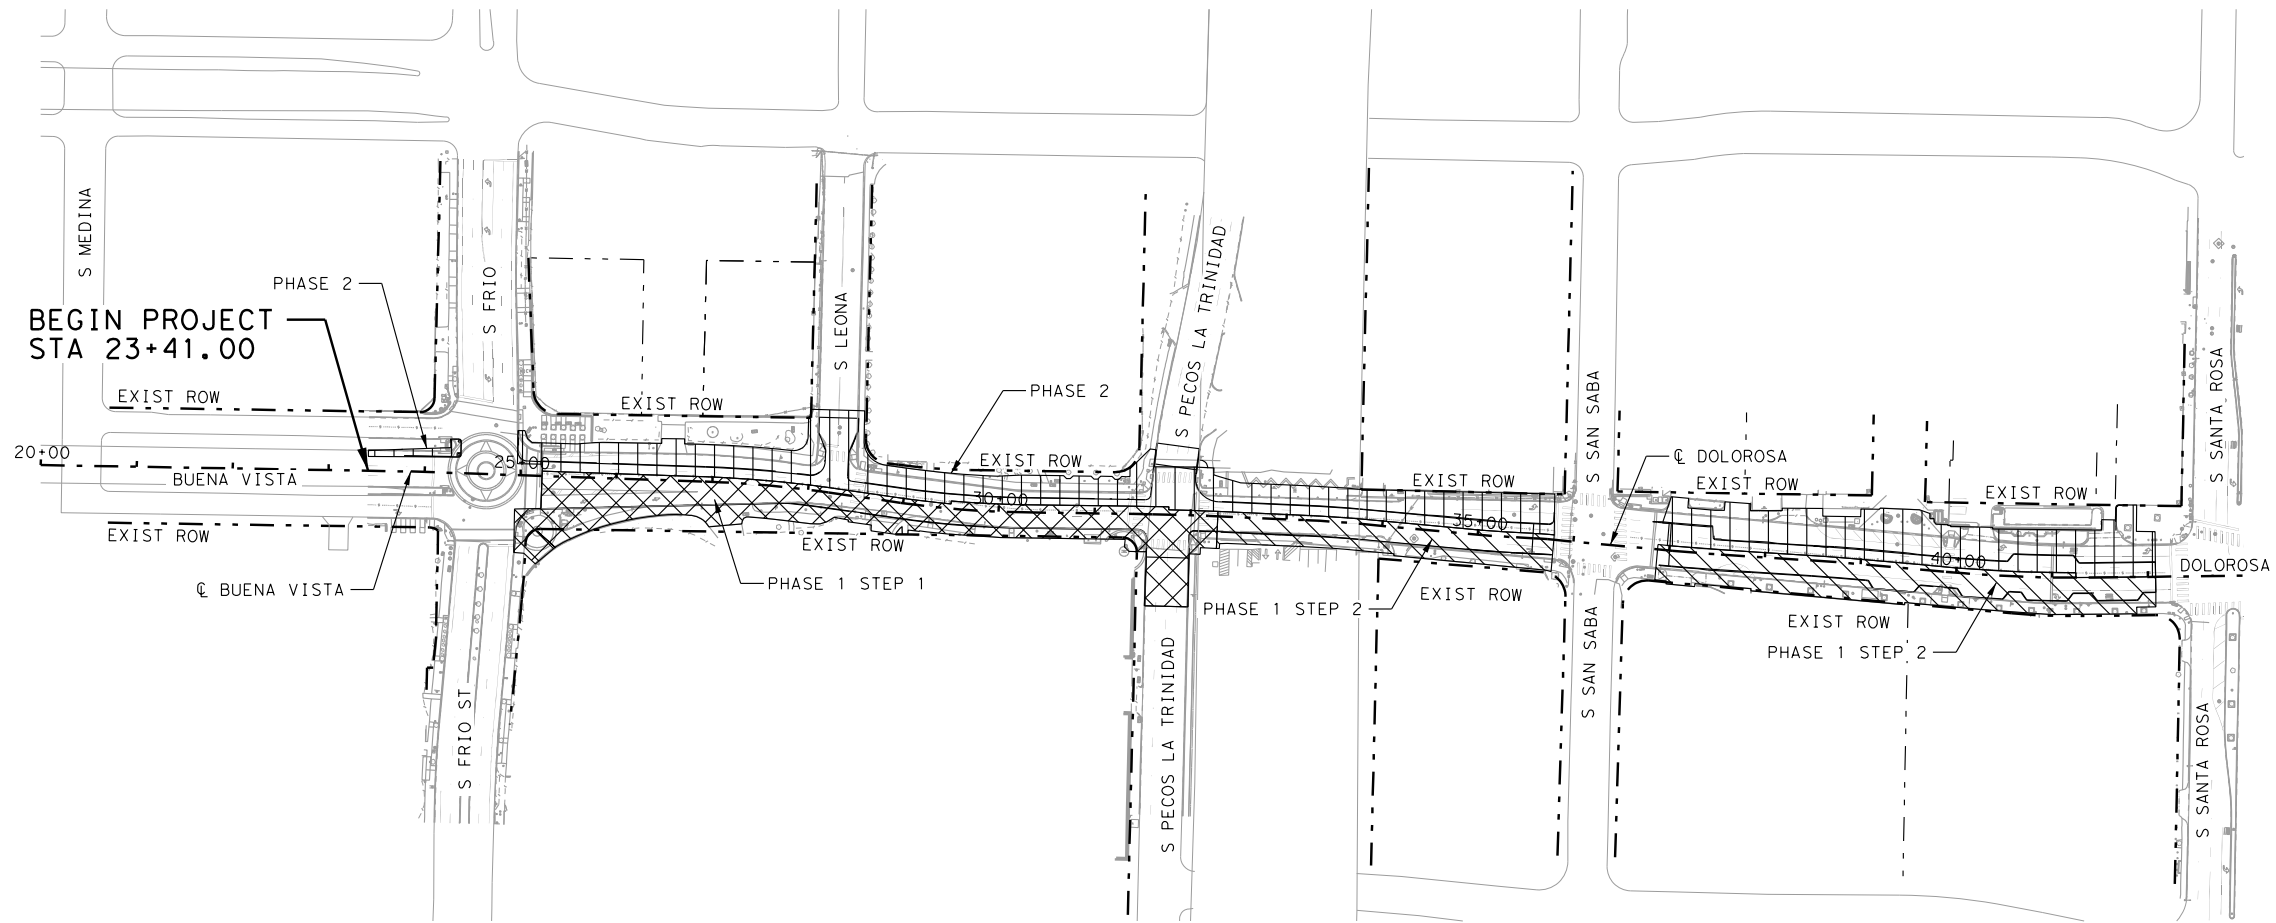 S MEDINA
PHASE 2
S FRIO
BEGIN PROJECT
STA 23+41.00
EXIST ROW
20+00
BUENA VISTA
EXIST ROW
℄ BUENA VISTA
S FRIO ST
25+00
EXIST ROW
S LEONA
PHASE 2
EXIST ROW
30+00
EXIST ROW
PHASE 1 STEP 1
S PECOS LA TRINIDAD
S PECOS LA TRINIDAD
EXIST ROW
35+00
PHASE 1 STEP 2
EXIST ROW
S SAN SABA
S SAN SABA
℄ DOLOROSA
EXIST ROW
EXIST ROW
40+00
EXIST ROW
PHASE 1 STEP 2
S SANTA ROSA
DOLOROSA
S SANTA ROSA